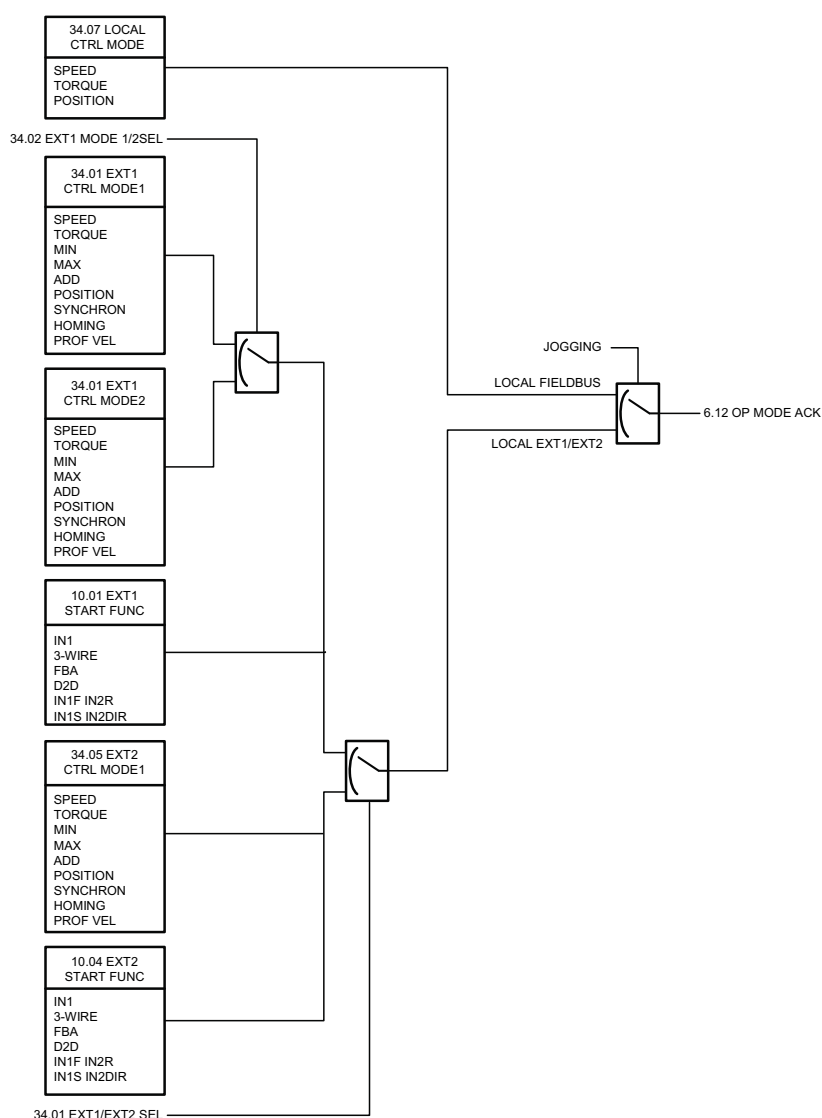 34.07 LOCAL
CTRL MODE
SPEED
TORQUE
POSITION
34.02 EXT1 MODE 1/2SEL
34.01 EXT1
CTRL MODE1
SPEED
TORQUE
MIN
MAX
ADD
POSITION
SYNCHRON
HOMING
PROF VEL
34.01 EXT1
CTRL MODE2
SPEED
TORQUE
MIN
MAX
ADD
POSITION
SYNCHRON
HOMING
PROF VEL
10.01 EXT1
START FUNC
IN1
3-WIRE
FBA
D2D
IN1F IN2R
IN1S IN2DIR
34.05 EXT2
CTRL MODE1
SPEED
TORQUE
MIN
MAX
ADD
POSITION
SYNCHRON
HOMING
PROF VEL
10.04 EXT2
START FUNC
IN1
3-WIRE
FBA
D2D
IN1F IN2R
IN1S IN2DIR
34.01 EXT1/EXT2 SEL
JOGGING
LOCAL FIELDBUS
6.12 OP MODE ACK
LOCAL EXT1/EXT2